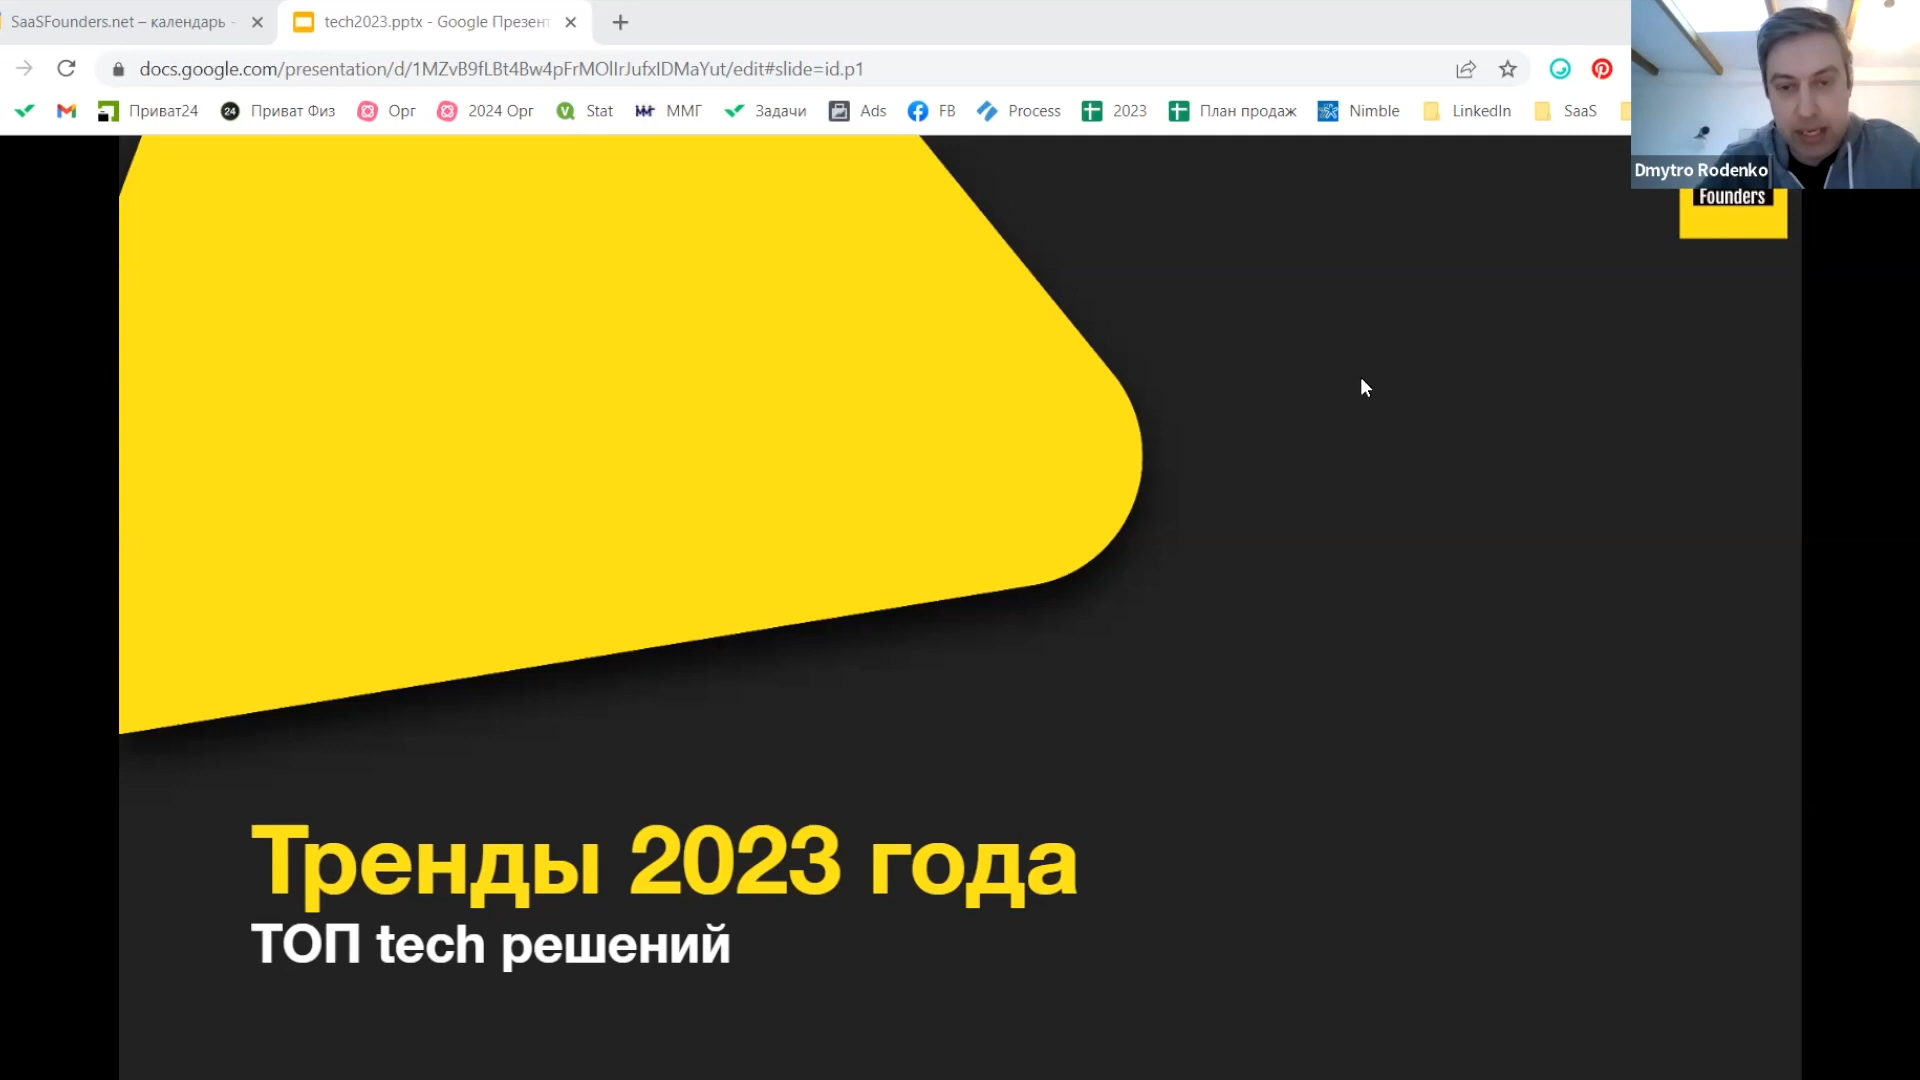 SaaSFounders.net – календарь -
tech2023.pptx - Google Презент
docs.google.com/presentation/d/1MZvB9fLBt4Bw4pFrMOlIrJufxIDMaYut/edit#slide=id.p1
Приват24
24
Приват Физ
Орг
2024 Орг
Stat
ММГ
Задачи
Ads
FB
Process
2023
План продаж
Nimble
LinkedIn
SaaS
Dmytro Rodenko
Founders
Тренды 2023 года
ТОП tech решений